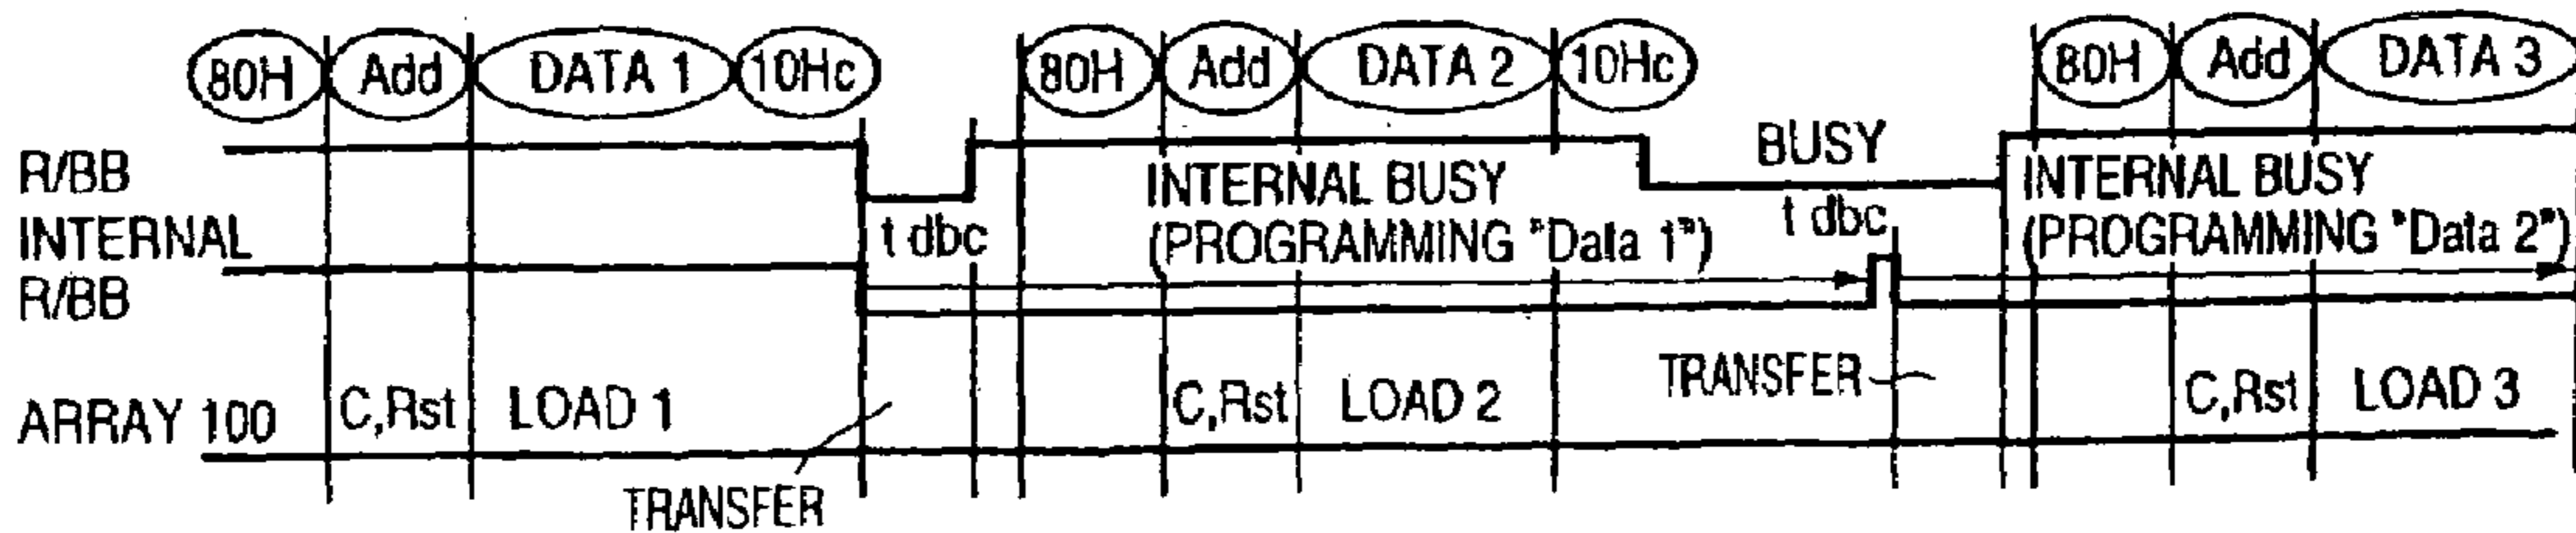 80H Add DATA 1 10Hc 80H Add DATA 2 10Hc 80H Add DATA 3
R/BB
BUSY
INTERNAL BUSY
(PROGRAMMING "Data 1")
INTERNAL BUSY
(PROGRAMMING "Data 2")
INTERNAL
R/BB
t dbc
t dbc
ARRAY 100
C,Rst LOAD 1 C,Rst LOAD 2 TRANSFER C,Rst LOAD 3
TRANSFER